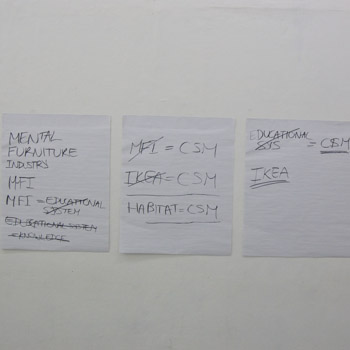 MENTAL
FURNITURE
INDUSTRY
MFI
MFI = EDUCATIONAL
SYSTEM
EDUCATIONAL SYSTEM
= KNOWLEDGE
MFI = CSM
IKEA = CSM
HABITAT = CSM
EDUCATIONAL
SYS = CSM
IKEA